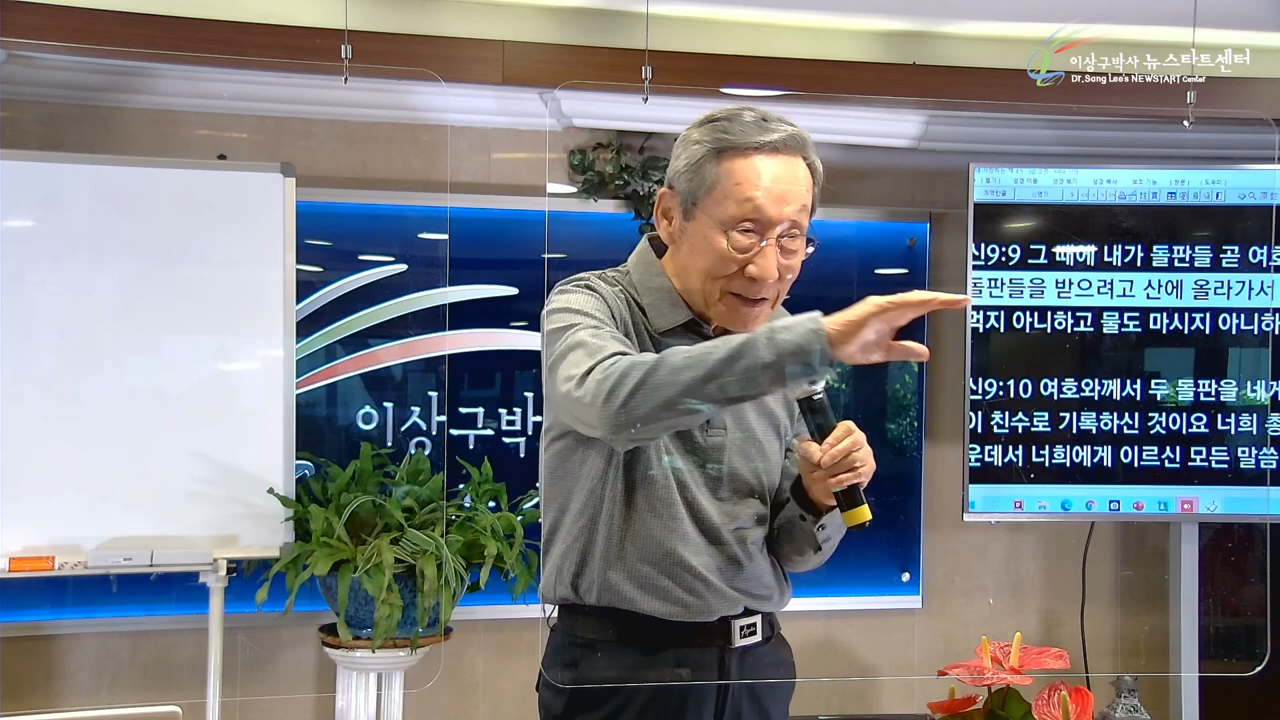 이상구박사 뉴스타트센터
Dr. Sang Lee's NEWSTART Center
이상구박
신9:9 그 때에 내가 돌판들 곧 여호
돌판들을 받으려고 산에 올라가서
먹지 아니하고 물도 마시지 아니하
신9:10 여호와께서 두 돌판을 네게
이 친수로 기록하신 것이요 너희 총
운데서 너희에게 이르신 모든 말씀